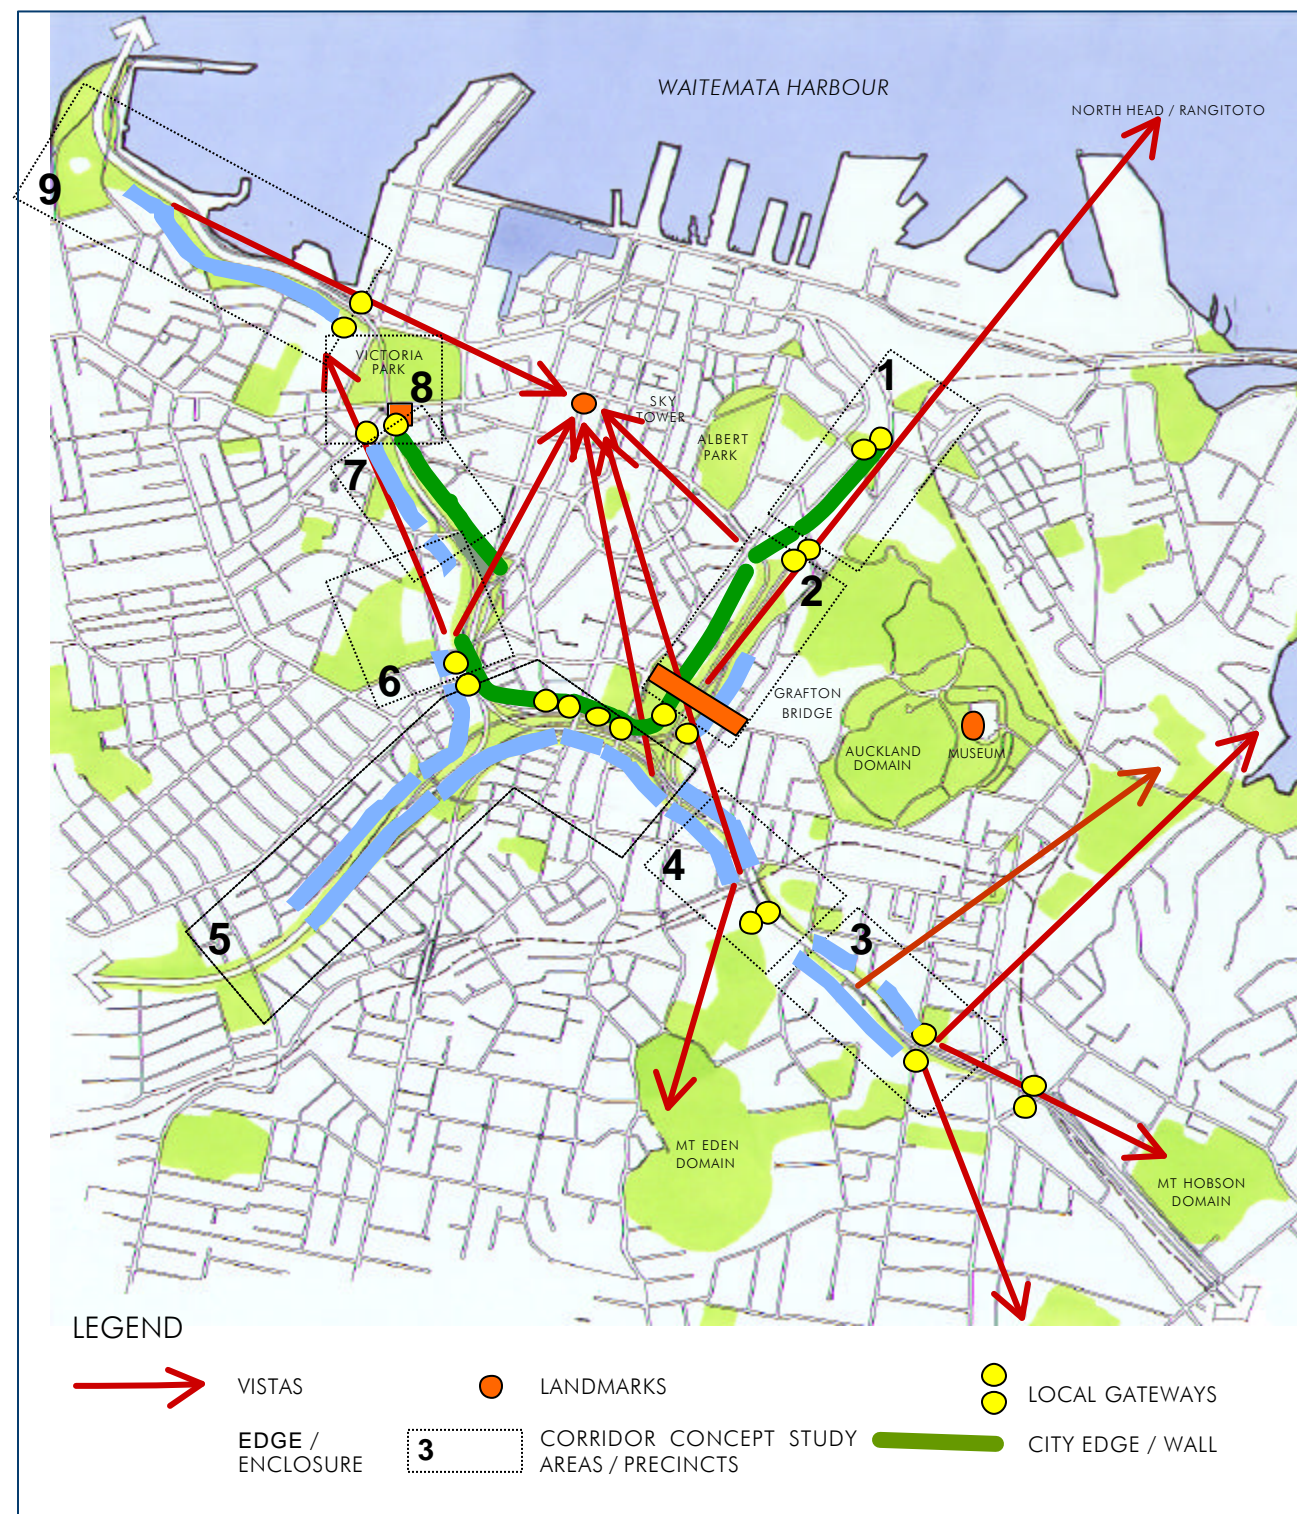 WAITEMATA HARBOUR
NORTH HEAD / RANGITOTO
9
VICTORIA
PARK
8
1
SKY
TOWER
ALBERT
PARK
7
2
6
GRAFTON
BRIDGE
AUCKLAND
DOMAIN
MUSEUM
4
5
3
MT EDEN
DOMAIN
MT HOBSON
DOMAIN
LEGEND
VISTAS
LANDMARKS
LOCAL GATEWAYS
EDGE /
ENCLOSURE
3
CORRIDOR CONCEPT STUDY
AREAS / PRECINCTS
CITY EDGE / WALL